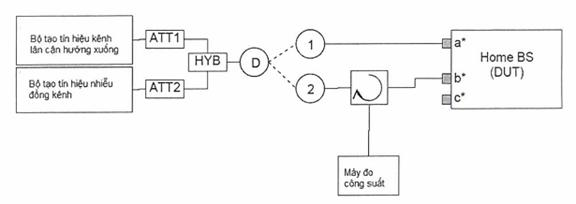 Bộ tạo tín hiệu kênh
lân cận hướng xuống
ATT1
HYB
D
1
a*
Home BS
(DUT)
Bộ tạo tín hiệu nhiễu
đồng kênh
ATT2
2
b*
c*
Máy đo
công suất